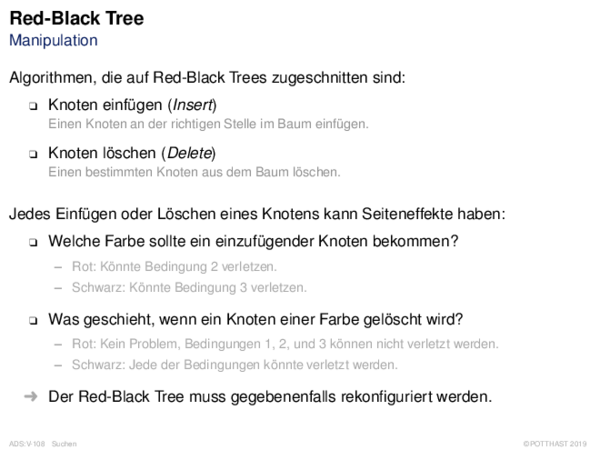 Red-Black Tree
Manipulation
Algorithmen, die auf Red-Black Trees zugeschnitten sind:
❑ Knoten einfügen (Insert)
Einen Knoten an der richtigen Stelle im Baum einfügen.
❑ Knoten löschen (Delete)
Einen bestimmten Knoten aus dem Baum löschen.
Jedes Einfügen oder Löschen eines Knotens kann Seiteneffekte haben:
❑ Welche Farbe sollte ein einzufügender Knoten bekommen?
– Rot: Könnte Bedingung 2 verletzen.
– Schwarz: Könnte Bedingung 3 verletzen.
❑ Was geschieht, wenn ein Knoten einer Farbe gelöscht wird?
– Rot: Kein Problem, Bedingungen 1, 2, und 3 können nicht verletzt werden.
– Schwarz: Jede der Bedingungen könnte verletzt werden.
➜ Der Red-Black Tree muss gegebenenfalls rekonfiguriert werden.
ADS:V-108 Suchen ©POTTHAST 2019